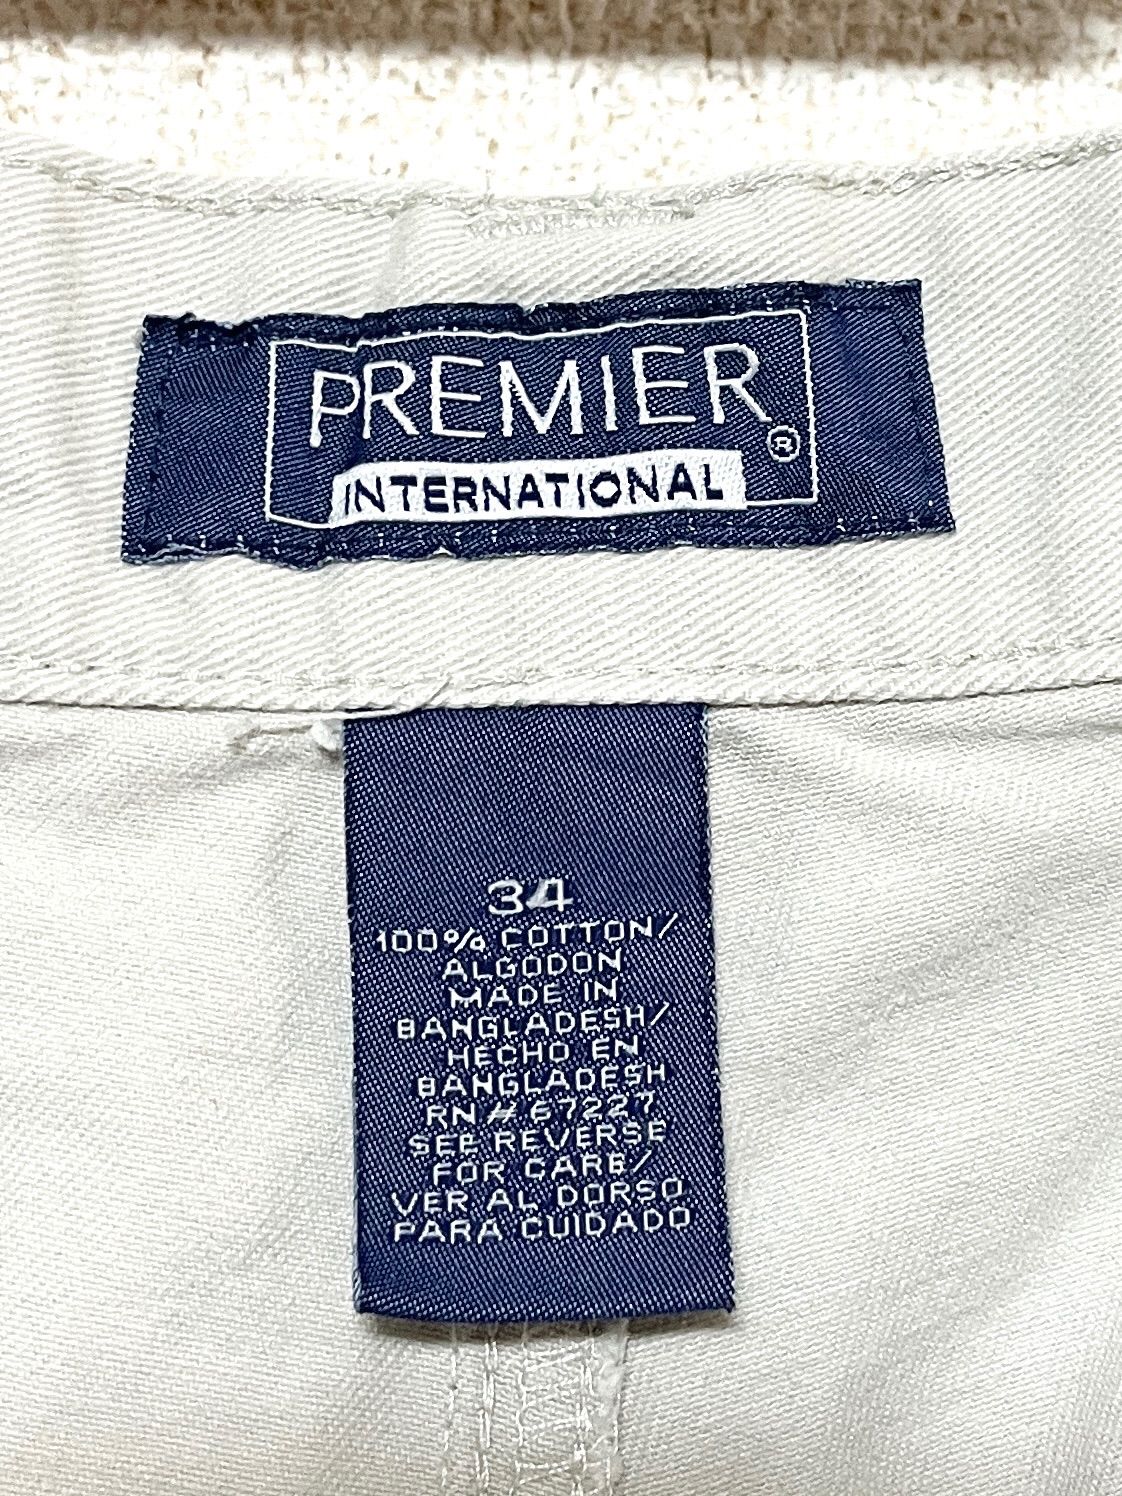 PREMIER ®
INTERNATIONAL
34
100% COTTON/
ALGODON
MADE IN
BANGLADESH/
HECHO EN
BANGLADESH
RN # 67227
SEE REVERSE
FOR CARE/
VER AL DORSO
PARA CUIDADO